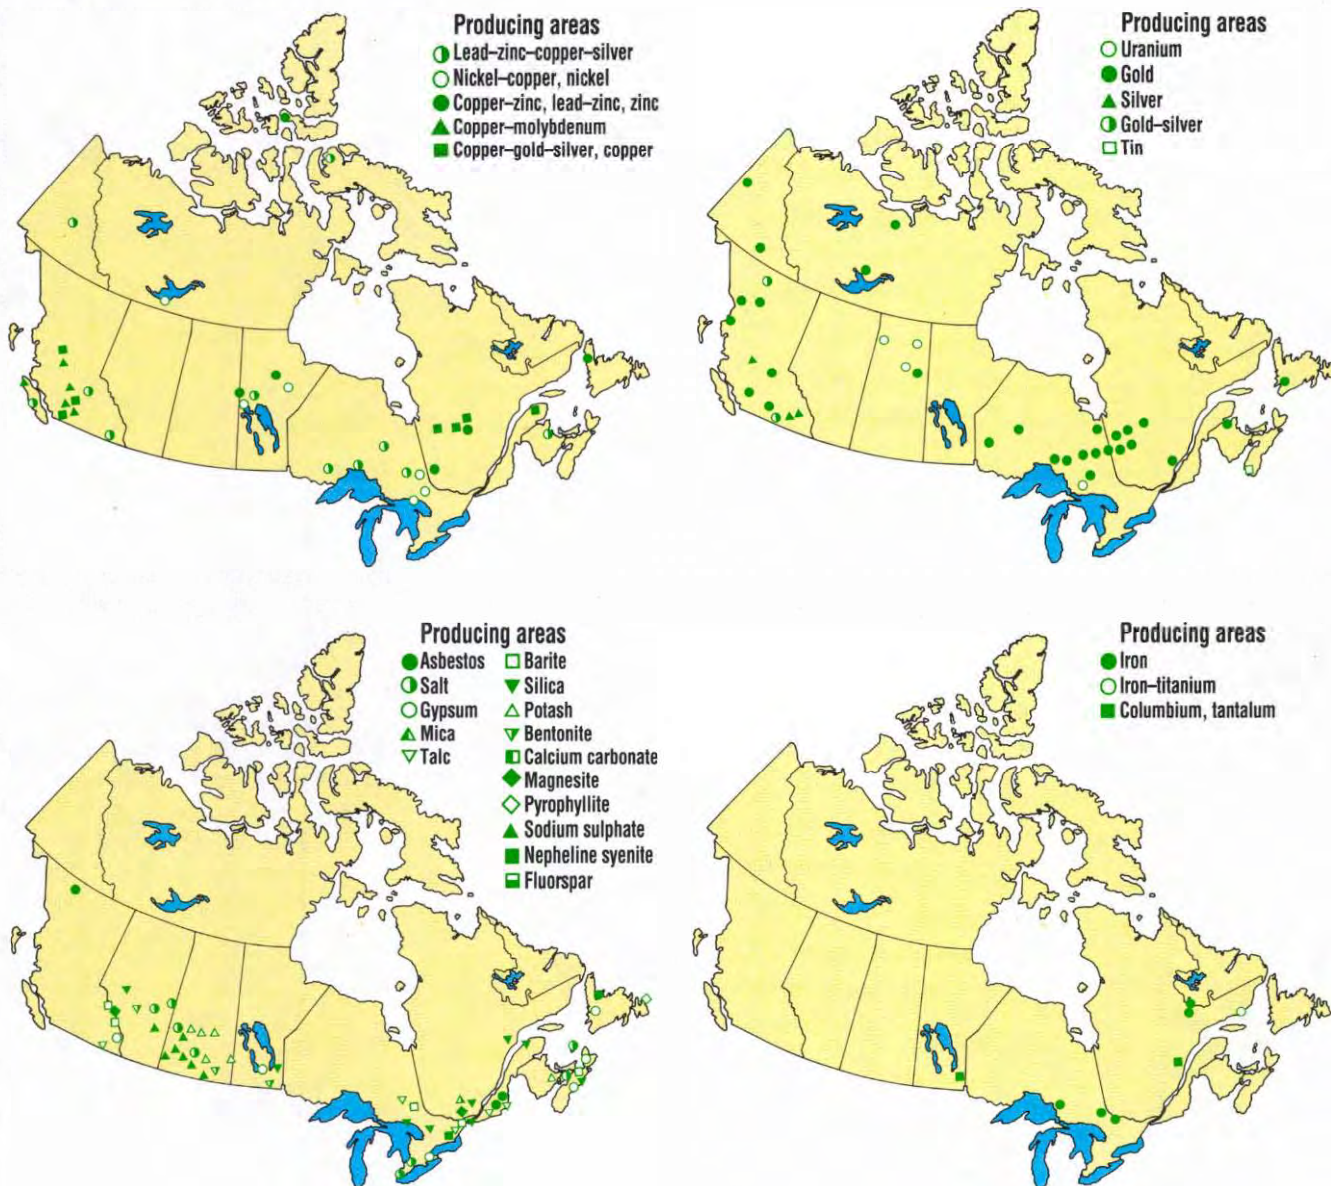 Producing areas
Lead–zinc–copper–silver
Nickel–copper, nickel
Copper–zinc, lead–zinc, zinc
Copper–molybdenum
Copper–gold–silver, copper
Producing areas
Uranium
Gold
Silver
Gold–silver
Tin
Producing areas
Asbestos
Salt
Gypsum
Mica
Talc
Barite
Silica
Potash
Bentonite
Calcium carbonate
Magnesite
Pyrophyllite
Sodium sulphate
Nepheline syenite
Fluorspar
Producing areas
Iron
Iron–titanium
Columbium, tantalum